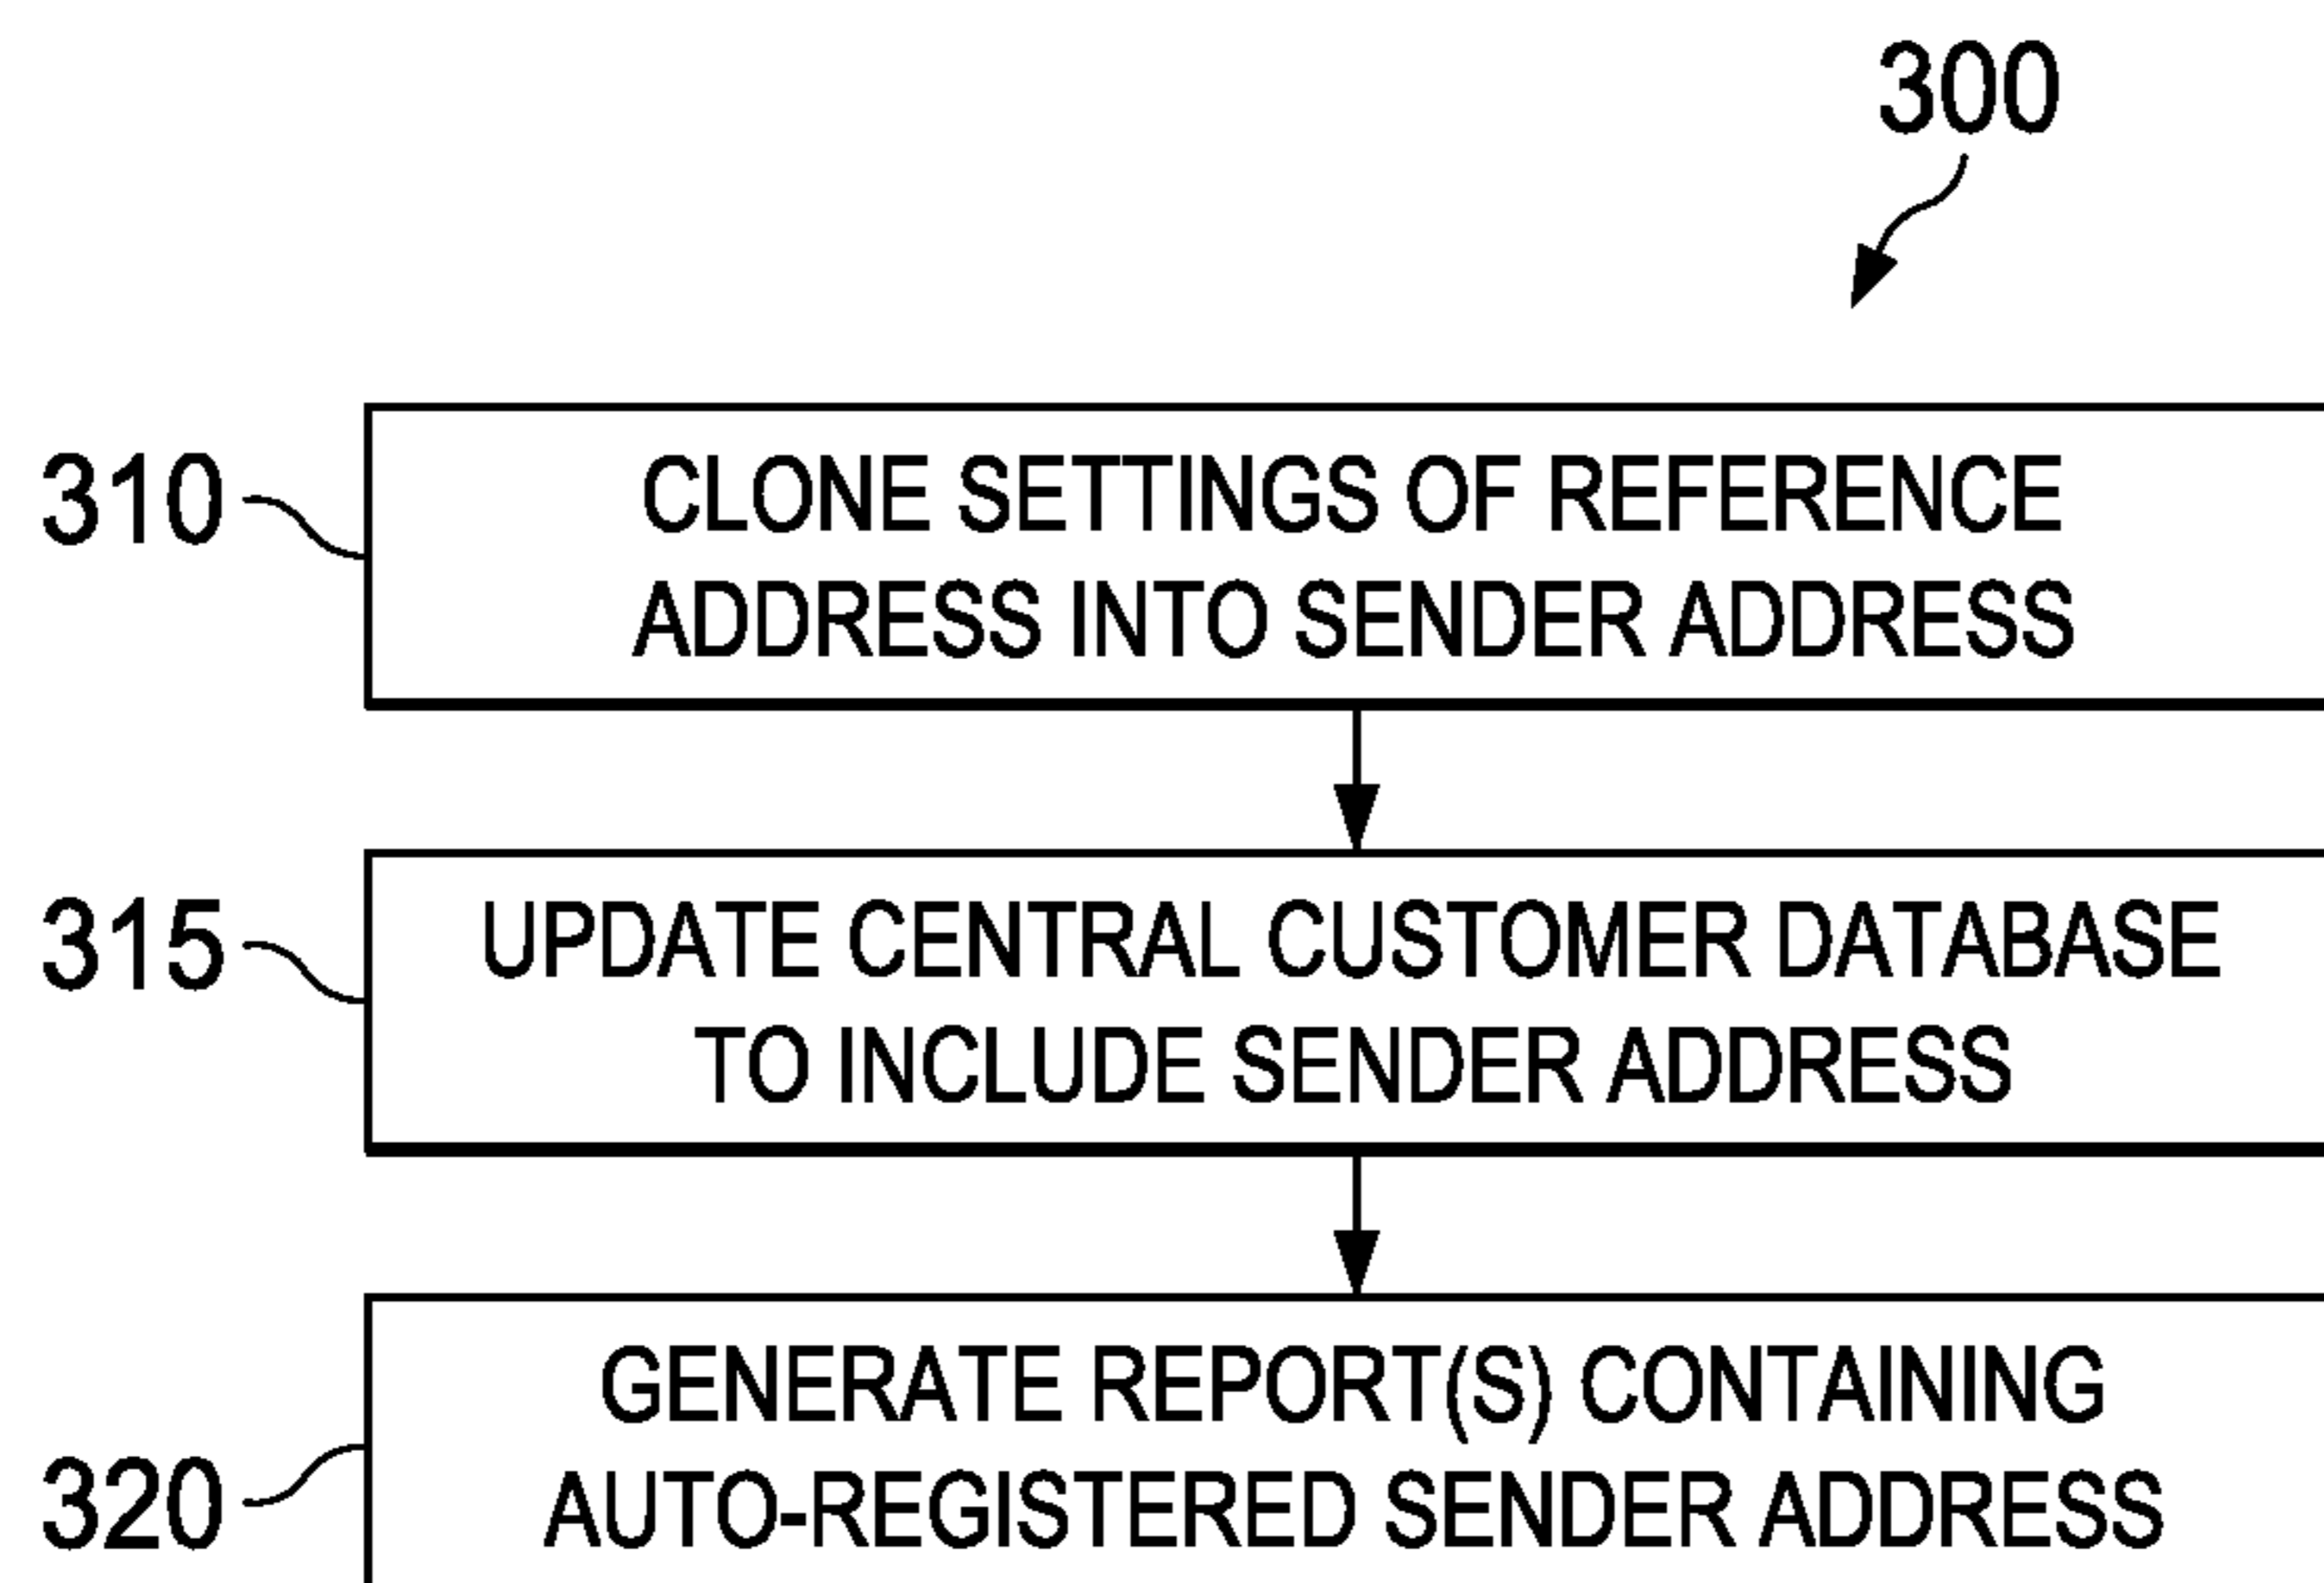 300
310
CLONE SETTINGS OF REFERENCE
ADDRESS INTO SENDER ADDRESS
315
UPDATE CENTRAL CUSTOMER DATABASE
TO INCLUDE SENDER ADDRESS
320
GENERATE REPORT(S) CONTAINING
AUTO-REGISTERED SENDER ADDRESS